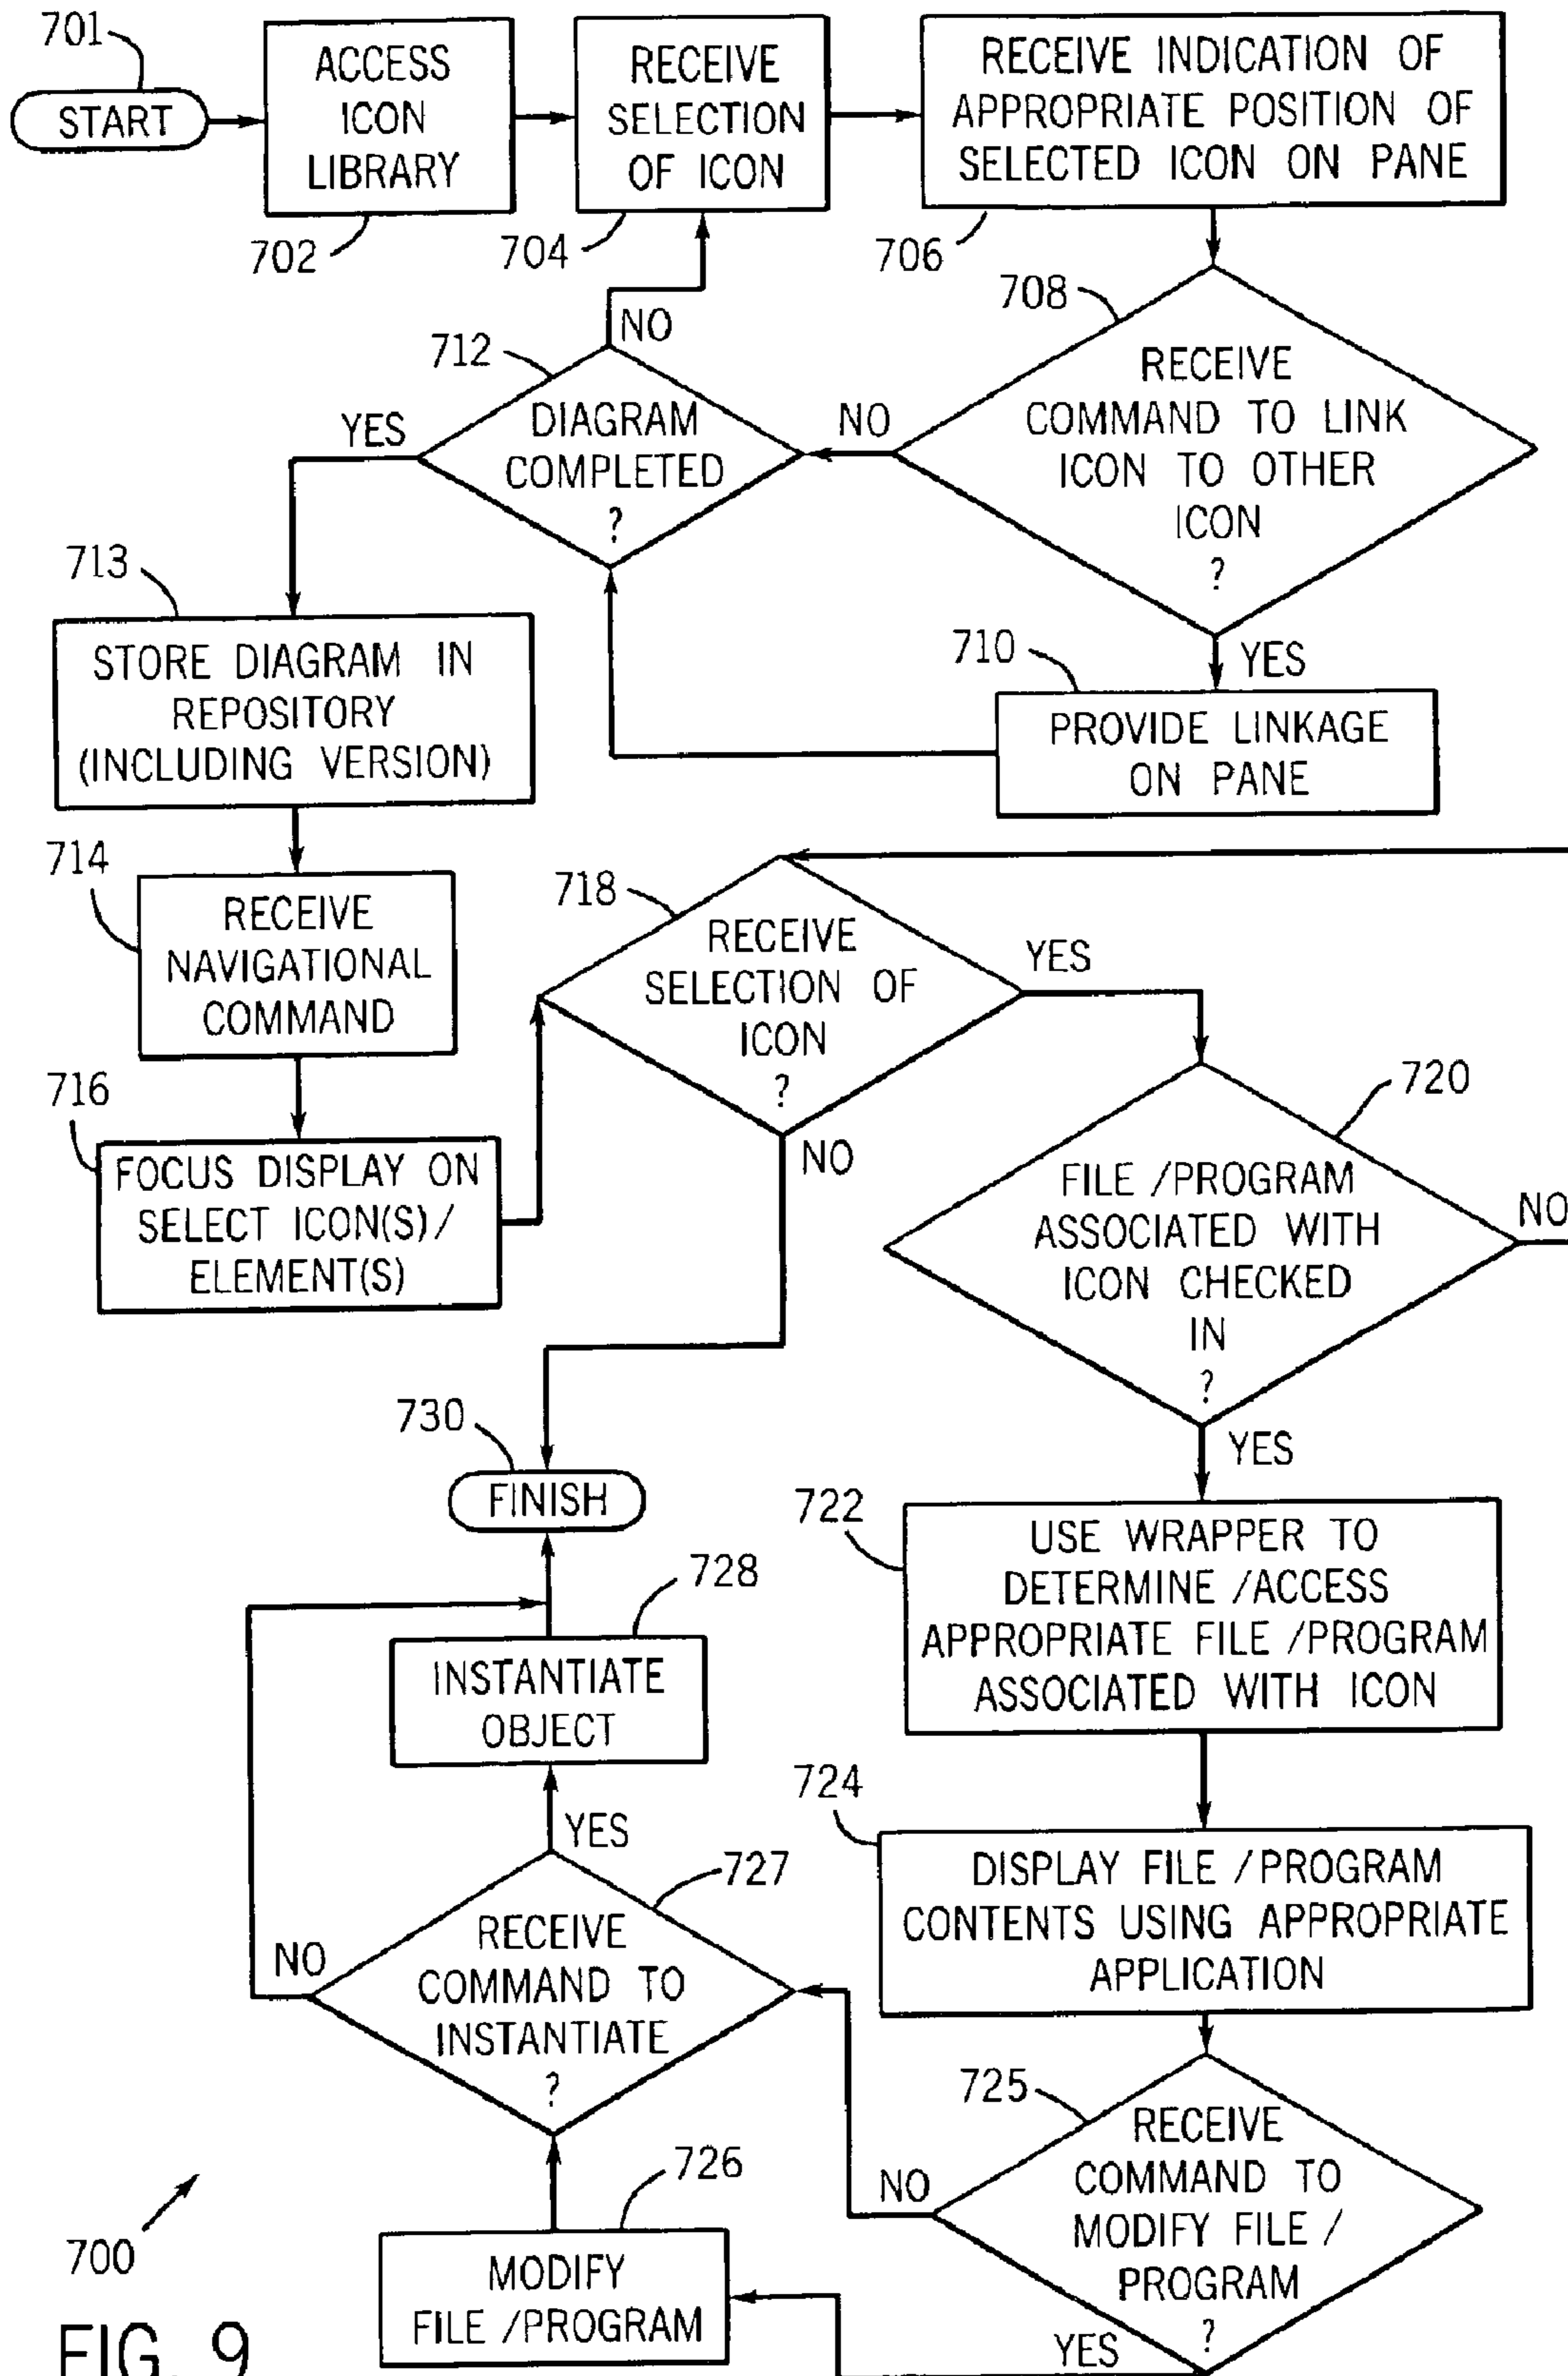 701
START
ACCESS
ICON
LIBRARY
702
RECEIVE
SELECTION
OF ICON
704
RECEIVE INDICATION OF
APPROPRIATE POSITION OF
SELECTED ICON ON PANE
706
708
RECEIVE
COMMAND TO LINK
ICON TO OTHER
ICON
?
NO
YES
710
PROVIDE LINKAGE
ON PANE
712
DIAGRAM
COMPLETED
?
NO
YES
713
STORE DIAGRAM IN
REPOSITORY
(INCLUDING VERSION)
714
RECEIVE
NAVIGATIONAL
COMMAND
716
FOCUS DISPLAY ON
SELECT ICON(S)/
ELEMENT(S)
718
RECEIVE
SELECTION OF
ICON
?
YES
NO
720
FILE /PROGRAM
ASSOCIATED WITH
ICON CHECKED
IN
?
NO
YES
722
USE WRAPPER TO
DETERMINE /ACCESS
APPROPRIATE FILE /PROGRAM
ASSOCIATED WITH ICON
724
DISPLAY FILE /PROGRAM
CONTENTS USING APPROPRIATE
APPLICATION
725
RECEIVE
COMMAND TO
MODIFY FILE /
PROGRAM
?
NO
YES
726
MODIFY
FILE /PROGRAM
727
RECEIVE
COMMAND TO
INSTANTIATE
?
NO
YES
728
INSTANTIATE
OBJECT
730
FINISH
700
FIG. 9